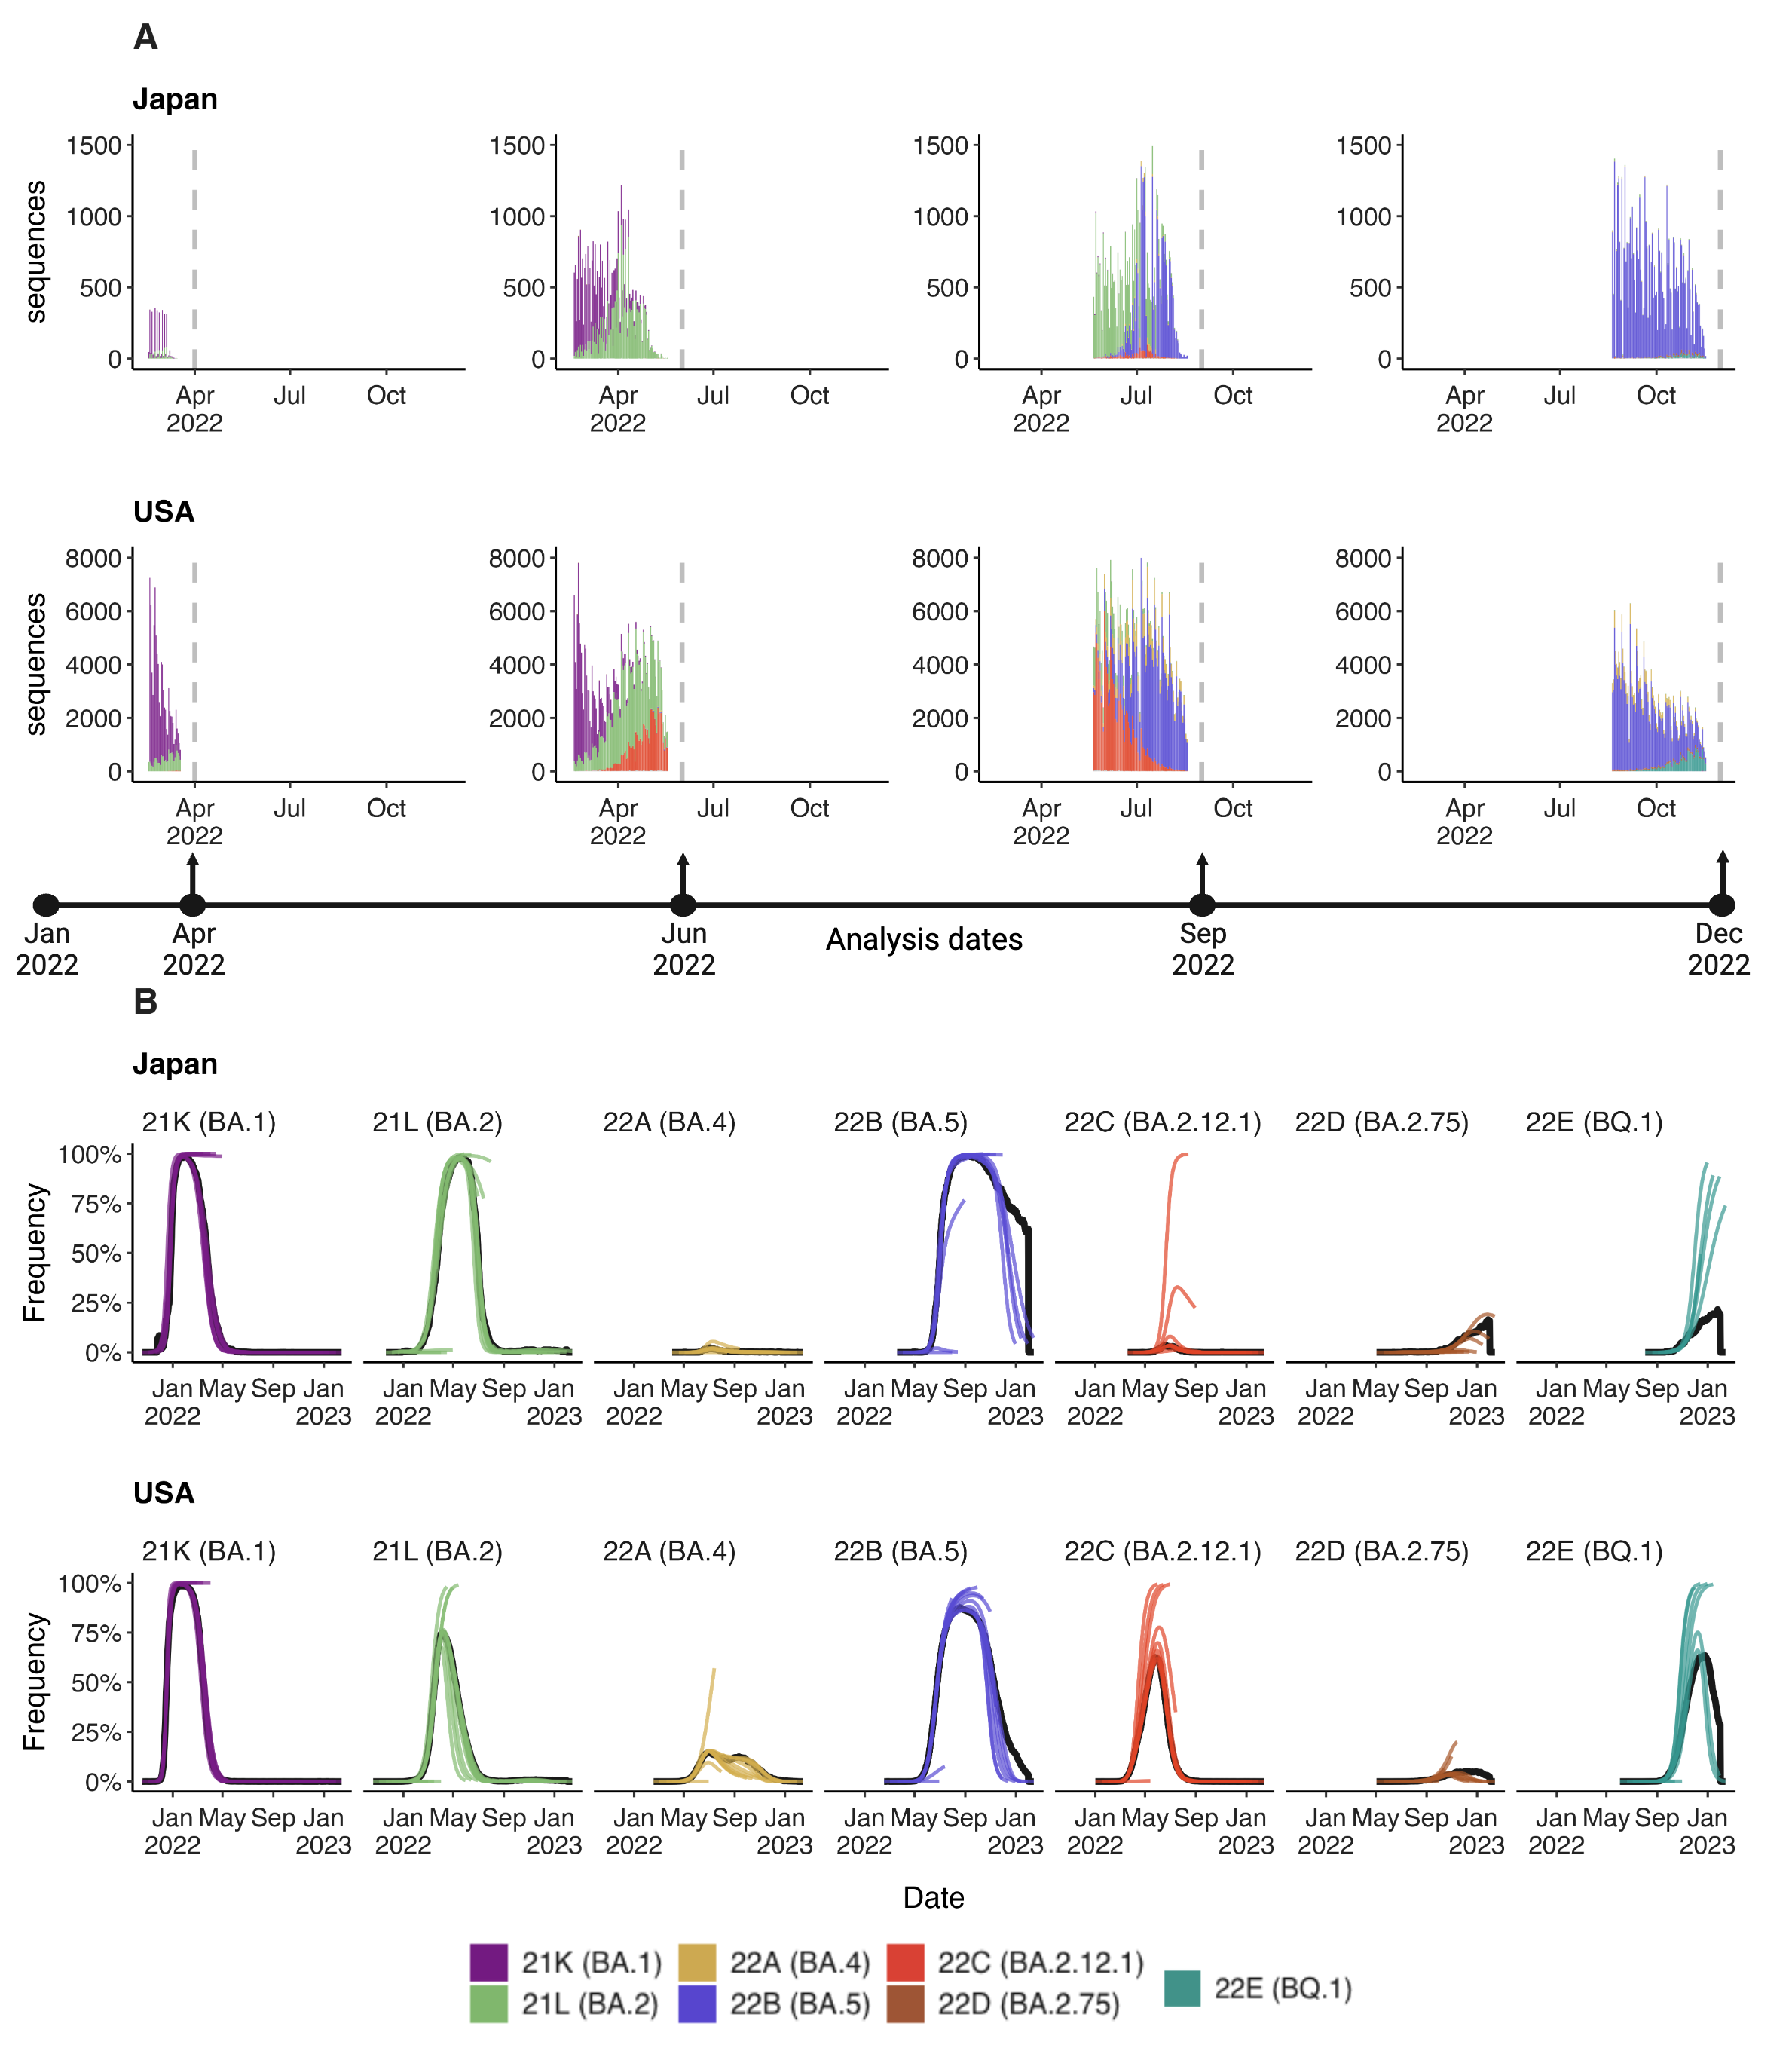 A
Japan
sequences
1500 1500 1500 1500
1000 1000 1000 1000
500 500 500 500
0 0 0 0
Apr Jul Oct Apr Jul Oct Apr Jul Oct Apr Jul Oct
2022 2022 2022 2022
USA
sequences
8000 8000 8000 8000
6000 6000 6000 6000
4000 4000 4000 4000
2000 2000 2000 2000
0 0 0 0
Apr Jul Oct Apr Jul Oct Apr Jul Oct Apr Jul Oct
2022 2022 2022 2022
Jan Apr Jun Analysis dates Sep Dec
2022 2022 2022 2022 2022
B
Japan
21K (BA.1) 21L (BA.2) 22A (BA.4) 22B (BA.5) 22C (BA.2.12.1) 22D (BA.2.75) 22E (BQ.1)
Frequency
100%
75%
50%
25%
0%
Jan May Sep Jan Jan May Sep Jan Jan May Sep Jan Jan May Sep Jan Jan May Sep Jan Jan May Sep Jan Jan May Sep Jan
2022 2023 2022 2023 2022 2023 2022 2023 2022 2023 2022 2023 2022 2023
USA
21K (BA.1) 21L (BA.2) 22A (BA.4) 22B (BA.5) 22C (BA.2.12.1) 22D (BA.2.75) 22E (BQ.1)
Frequency
100%
75%
50%
25%
0%
Jan May Sep Jan Jan May Sep Jan Jan May Sep Jan Jan May Sep Jan Jan May Sep Jan Jan May Sep Jan Jan May Sep Jan
2022 2023 2022 2023 2022 2023 2022 2023 2022 2023 2022 2023 2022 2023
Date
21K (BA.1) 22A (BA.4) 22C (BA.2.12.1) 22E (BQ.1)
21L (BA.2) 22B (BA.5) 22D (BA.2.75)